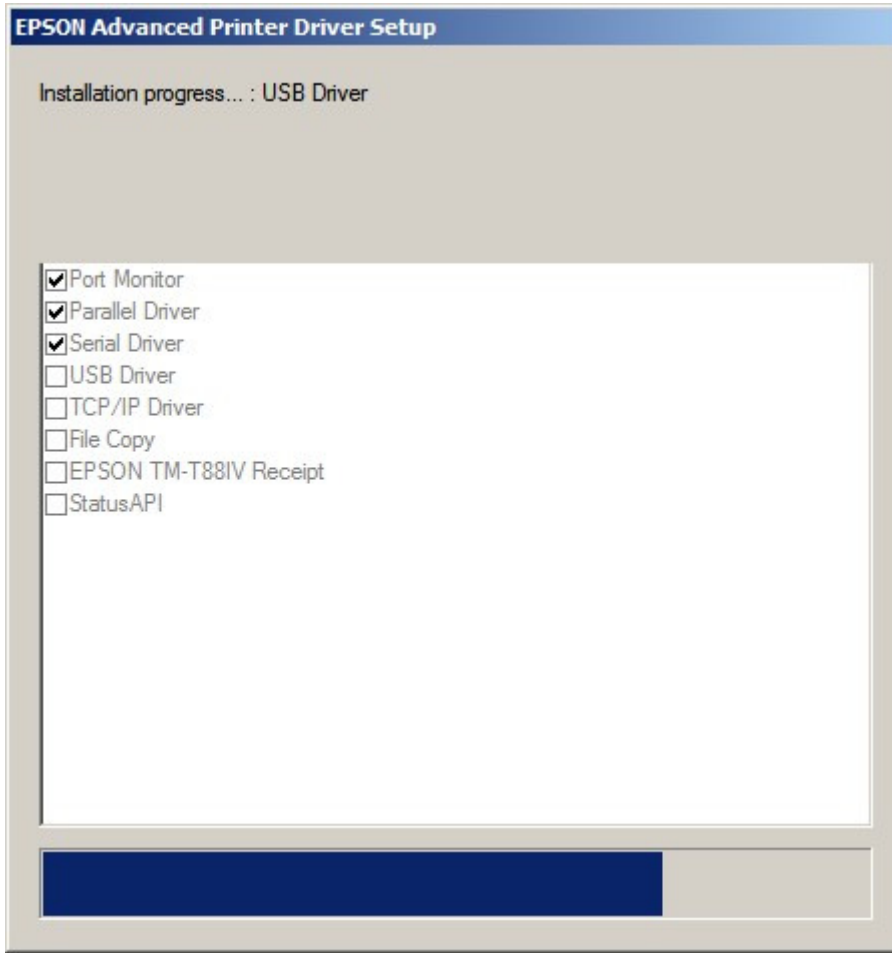 EPSON Advanced Printer Driver Setup
Installation progress... : USB Driver
Port Monitor
Parallel Driver
Serial Driver
USB Driver
TCP/IP Driver
File Copy
EPSON TM-T88IV Receipt
StatusAPI